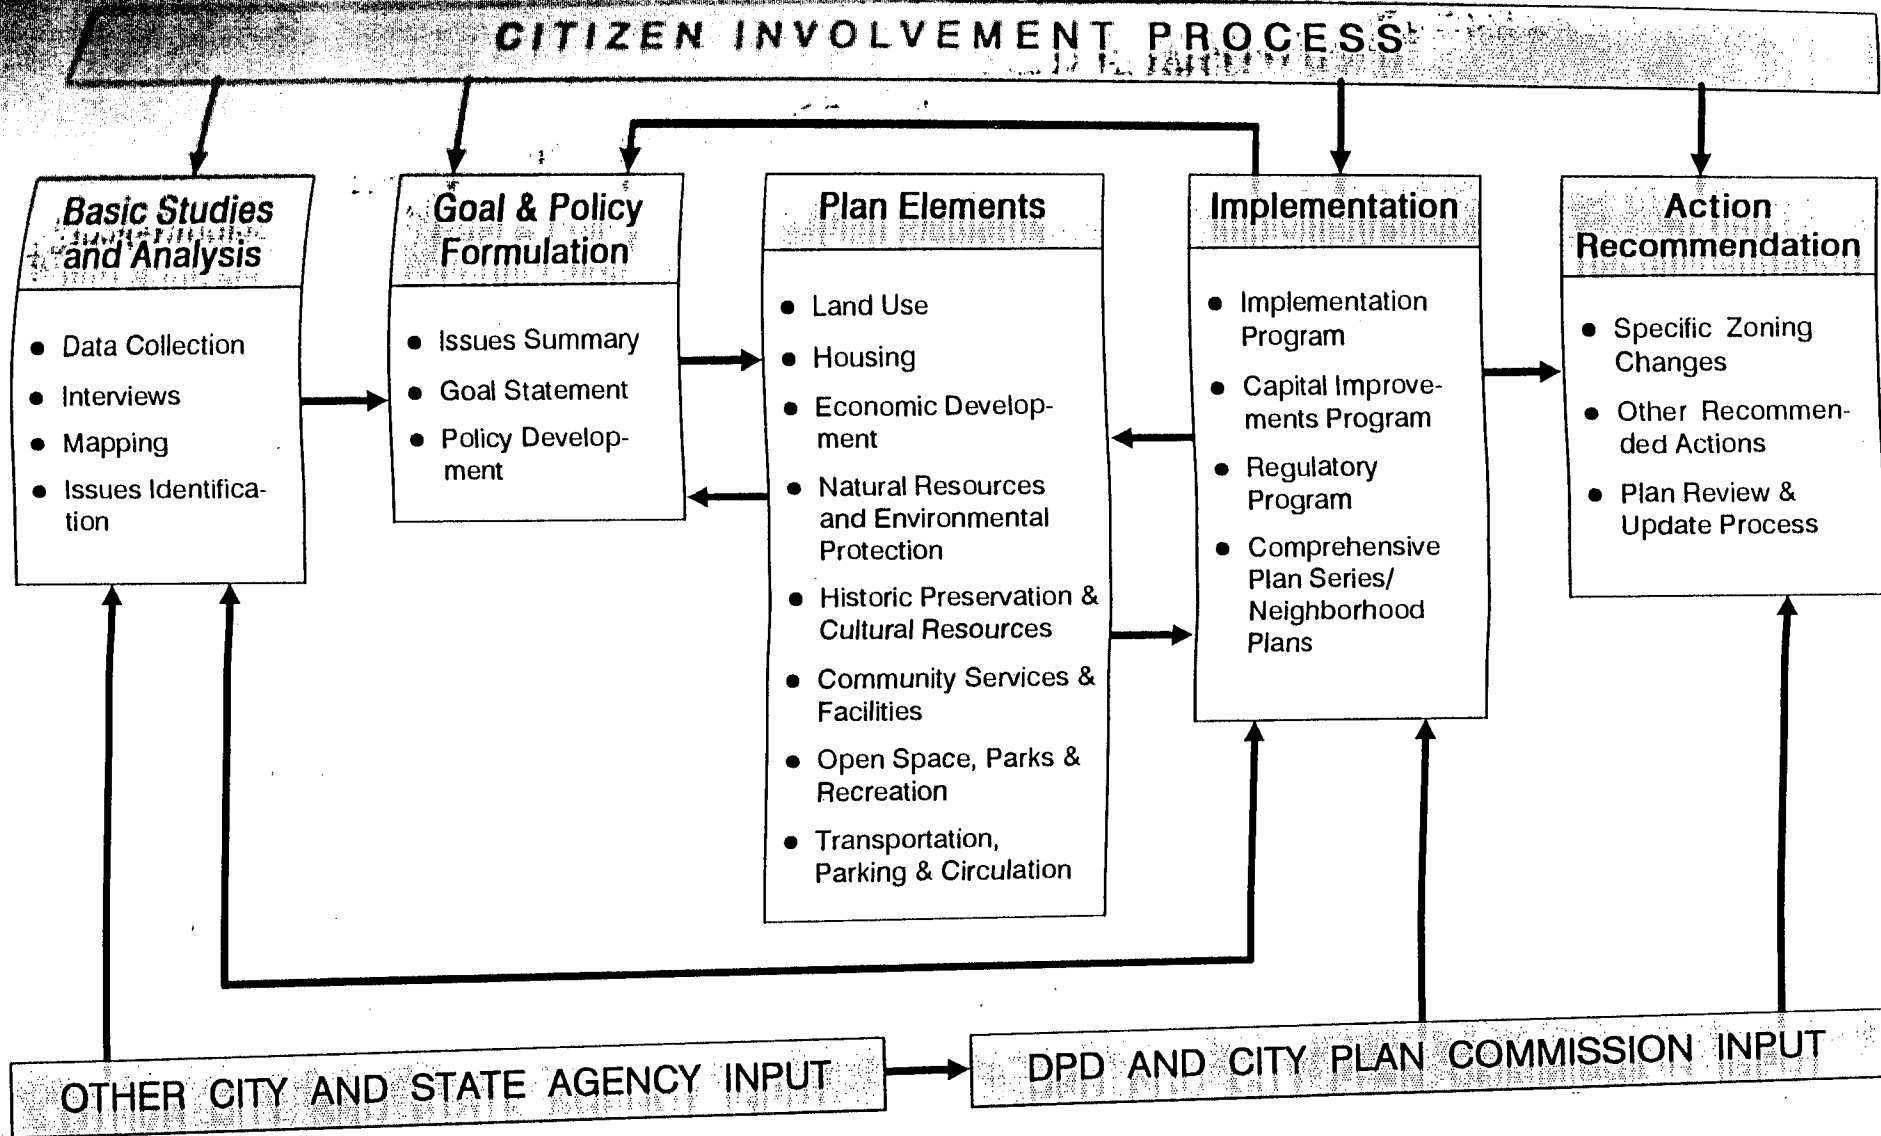 CITIZEN INVOLVEMENT PROCESS
Basic Studies
and Analysis
● Data Collection
● Interviews
● Mapping
● Issues Identifica-
tion
Goal & Policy
Formulation
● Issues Summary
● Goal Statement
● Policy Develop-
ment
Plan Elements
● Land Use
● Housing
● Economic Develop-
ment
● Natural Resources
and Environmental
Protection
● Historic Preservation &
Cultural Resources
● Community Services &
Facilities
● Open Space, Parks &
Recreation
● Transportation,
Parking & Circulation
Implementation
● Implementation
Program
● Capital Improve-
ments Program
● Regulatory
Program
● Comprehensive
Plan Series/
Neighborhood
Plans
Action
Recommendation
● Specific Zoning
Changes
● Other Recommen-
ded Actions
● Plan Review &
Update Process
OTHER CITY AND STATE AGENCY INPUT
DPD AND CITY PLAN COMMISSION INPUT